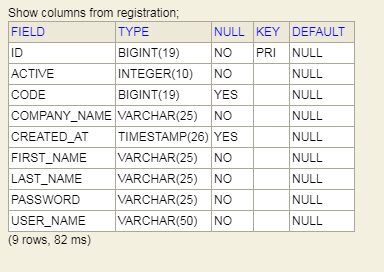 Show columns from registration;
FIELD TYPE NULL KEY DEFAULT
ID BIGINT(19) NO PRI NULL
ACTIVE INTEGER(10) NO NULL
CODE BIGINT(19) YES NULL
COMPANY_NAME VARCHAR(25) NO NULL
CREATED_AT TIMESTAMP(26) YES NULL
FIRST_NAME VARCHAR(25) NO NULL
LAST_NAME VARCHAR(25) NO NULL
PASSWORD VARCHAR(25) NO NULL
USER_NAME VARCHAR(50) NO NULL
(9 rows, 82 ms)